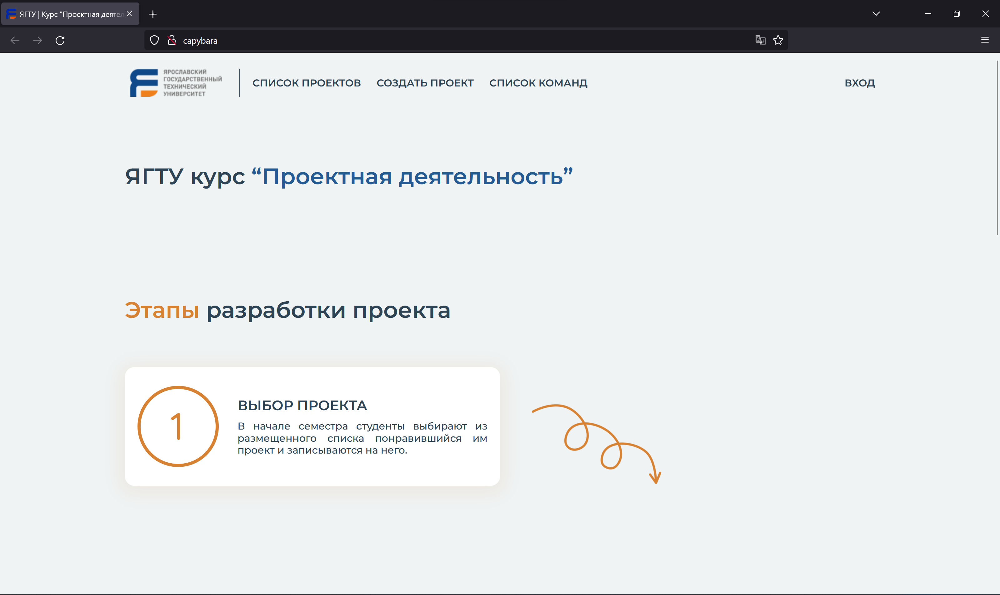 ЯГТУ | Курс "Проектная деятел
capybara
ЯРОСЛАВСКИЙ
ГОСУДАРСТВЕННЫЙ
ТЕХНИЧЕСКИЙ
УНИВЕРСИТЕТ
СПИСОК ПРОЕКТОВ СОЗДАТЬ ПРОЕКТ СПИСОК КОМАНД ВХОД
ЯГТУ курс “Проектная деятельность”
Этапы разработки проекта
1
ВЫБОР ПРОЕКТА
В начале семестра студенты выбирают из
размещенного списка понравившийся им
проект и записываются на него.